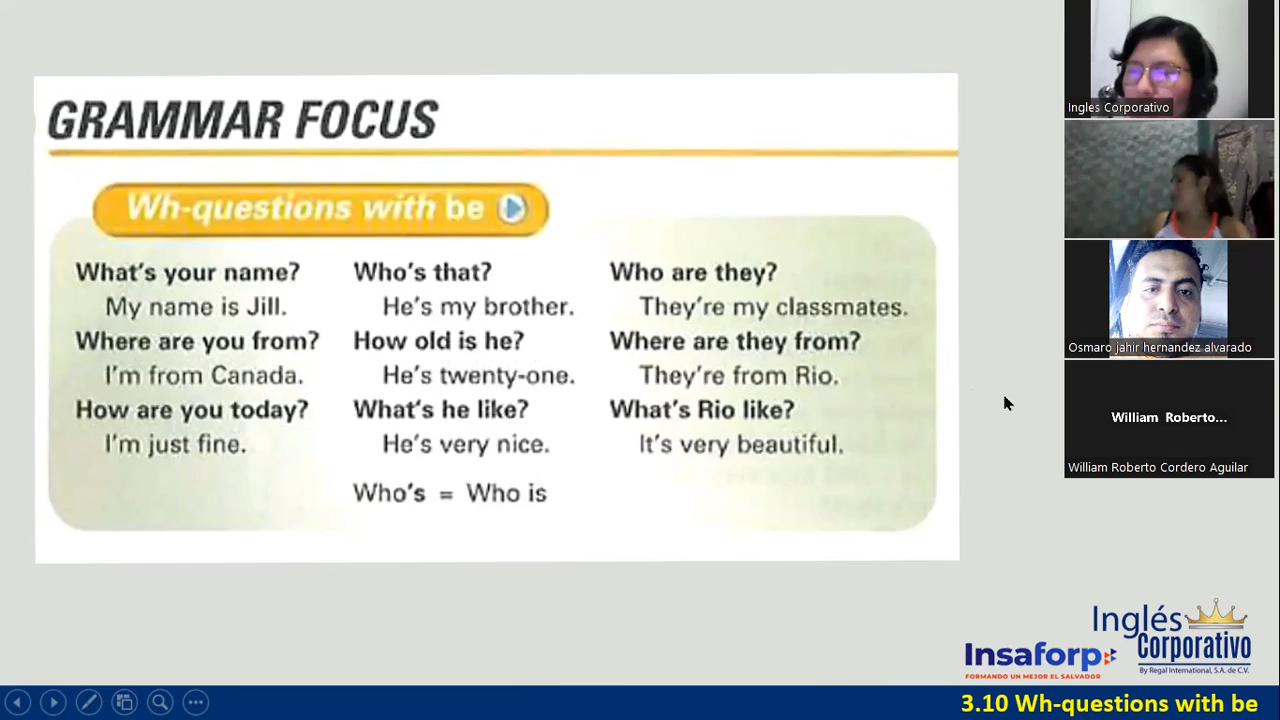 GRAMMAR FOCUS
Wh-questions with be
What's your name?
My name is Jill.
Where are you from?
I'm from Canada.
How are you today?
I'm just fine.
Who's that?
He's my brother.
How old is he?
He's twenty-one.
What's he like?
He's very nice.
Who's = Who is
Who are they?
They're my classmates.
Where are they from?
They're from Rio.
What's Rio like?
It's very beautiful.
Ingles Corporativo
Osmaro jahir hernandez alvarado
William Roberto...
William Roberto Cordero Aguilar
Inglés
Corporativo
By Regal International, S.A. de C.V.
Insaforp
FORMANDO UN MEJOR EL SALVADOR
3.10 Wh-questions with be